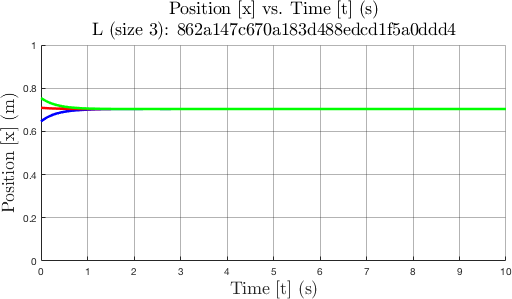 Position [x] vs. Time [t] (s)
L (size 3): 862a147c670a183d488edcd1f5a0ddd4
1
0.8
0.6
0.4
0.2
0
Position [x] (m)
0 1 2 3 4 5 6 7 8 9 10
Time [t] (s)